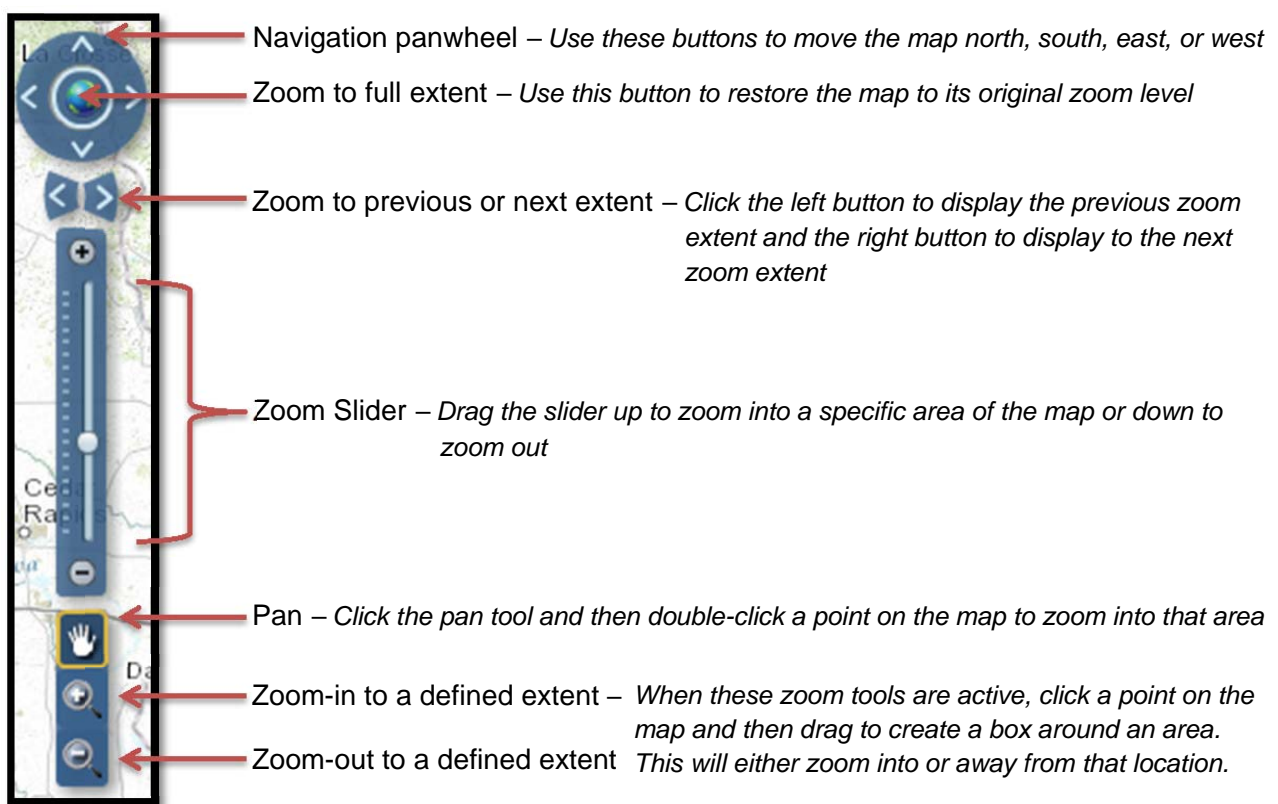 La Crosse
Navigation panwheel – Use these buttons to move the map north, south, east, or west
Zoom to full extent – Use this button to restore the map to its original zoom level
Zoom to previous or next extent – Click the left button to display the previous zoom
extent and the right button to display to the next
zoom extent
Zoom Slider – Drag the slider up to zoom into a specific area of the map or down to
zoom out
Cedar
Rapids
Pan – Click the pan tool and then double-click a point on the map to zoom into that area
Da
Zoom-in to a defined extent – When these zoom tools are active, click a point on the
map and then drag to create a box around an area.
Zoom-out to a defined extent This will either zoom into or away from that location.